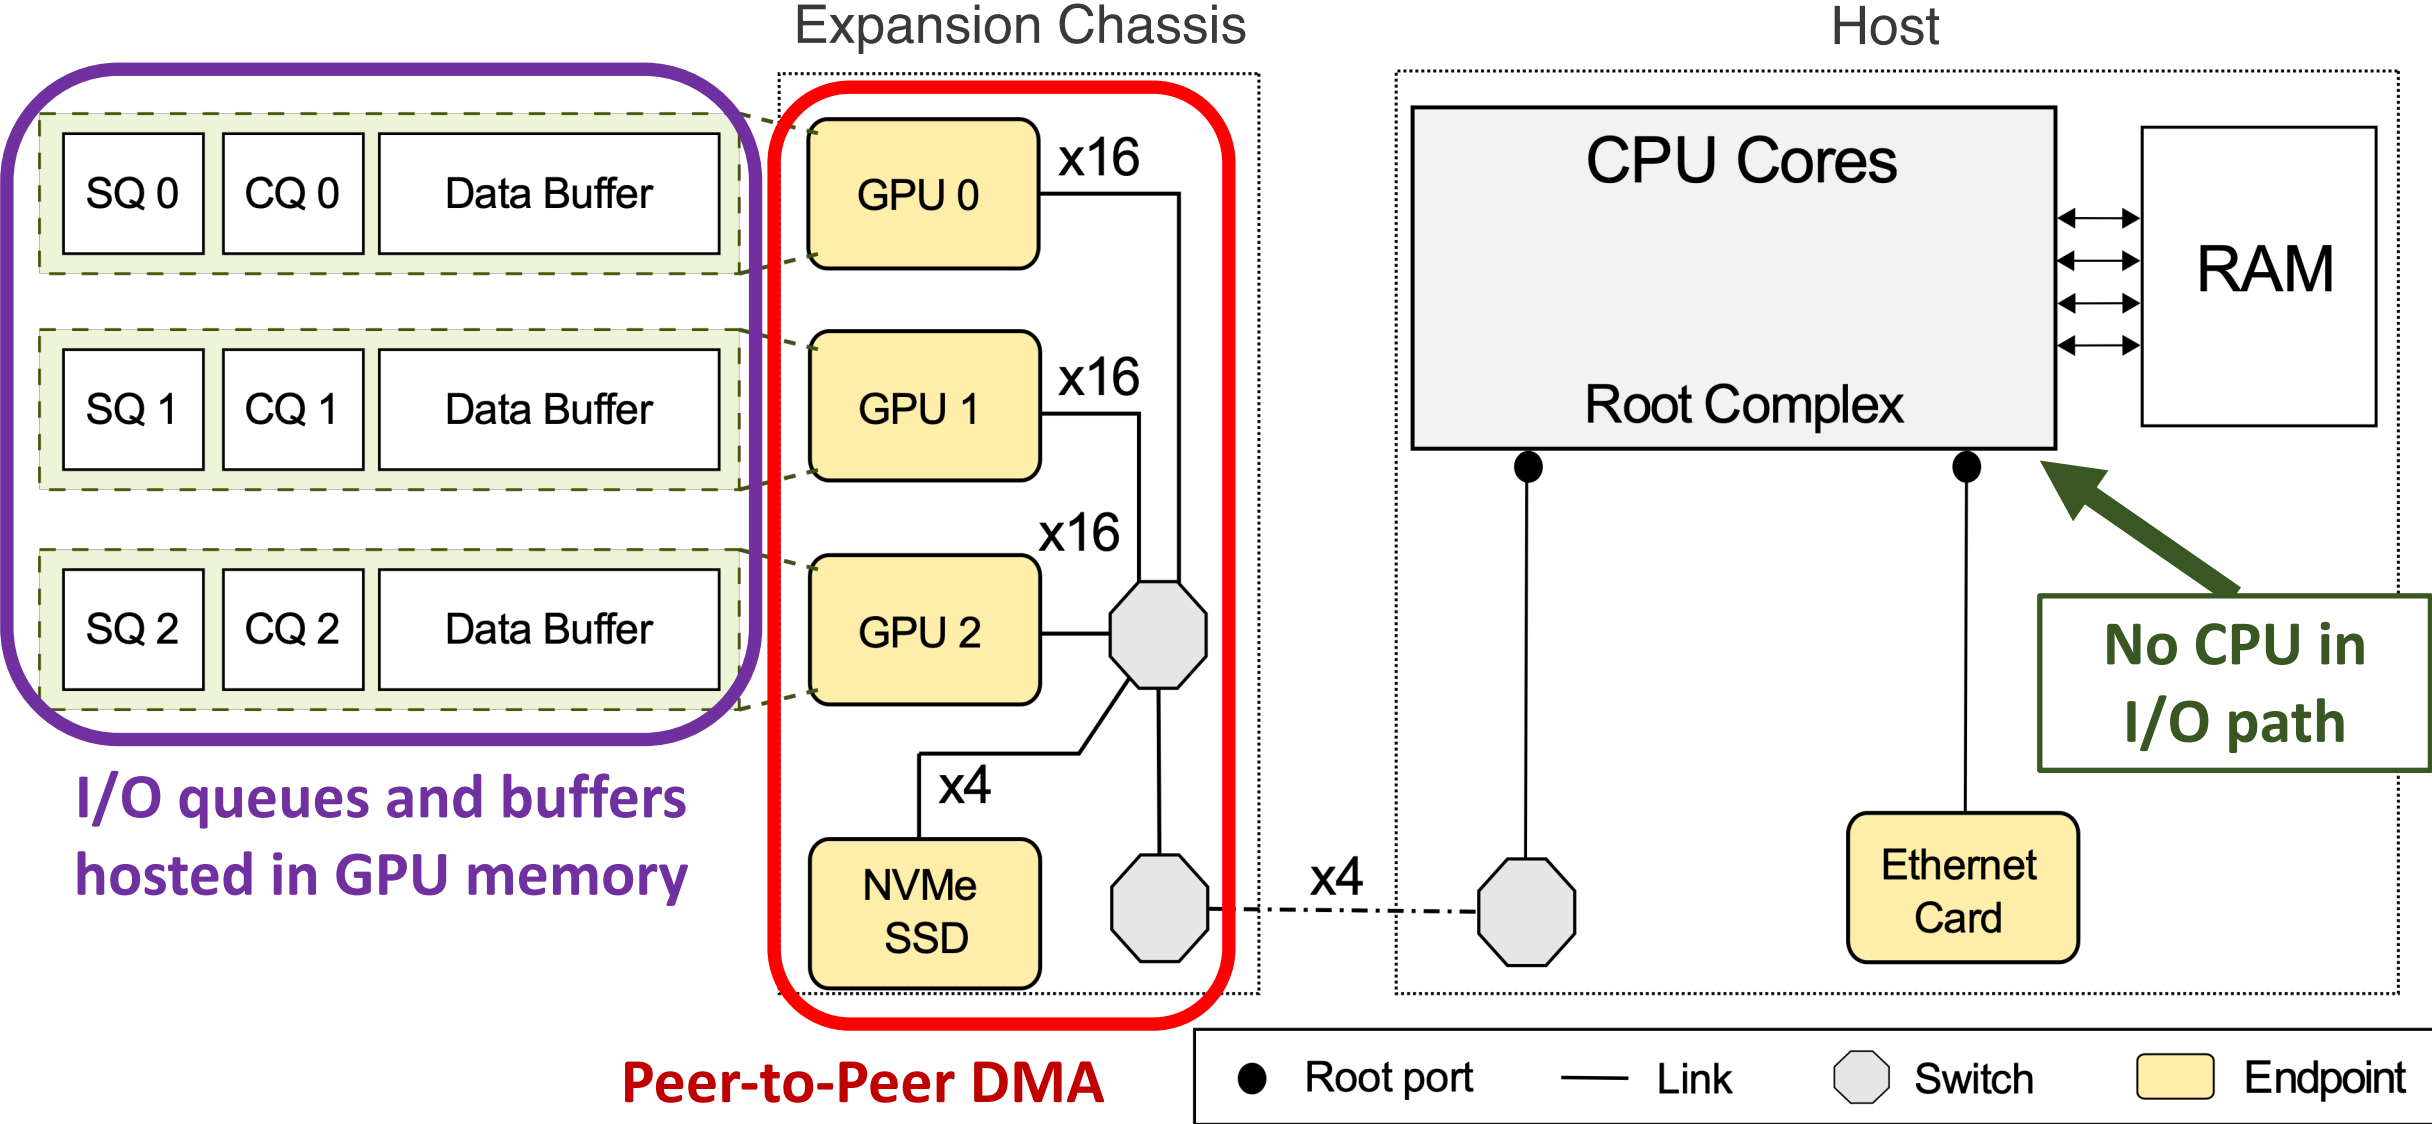 Expansion Chassis
Host
SQ 0
CQ 0
Data Buffer
GPU 0
x16
SQ 1
CQ 1
Data Buffer
GPU 1
x16
SQ 2
CQ 2
Data Buffer
GPU 2
x16
x4
NVMe
SSD
x4
CPU Cores
Root Complex
RAM
Ethernet
Card
No CPU in
I/O path
I/O queues and buffers
hosted in GPU memory
Peer-to-Peer DMA
Root port
Link
Switch
Endpoint